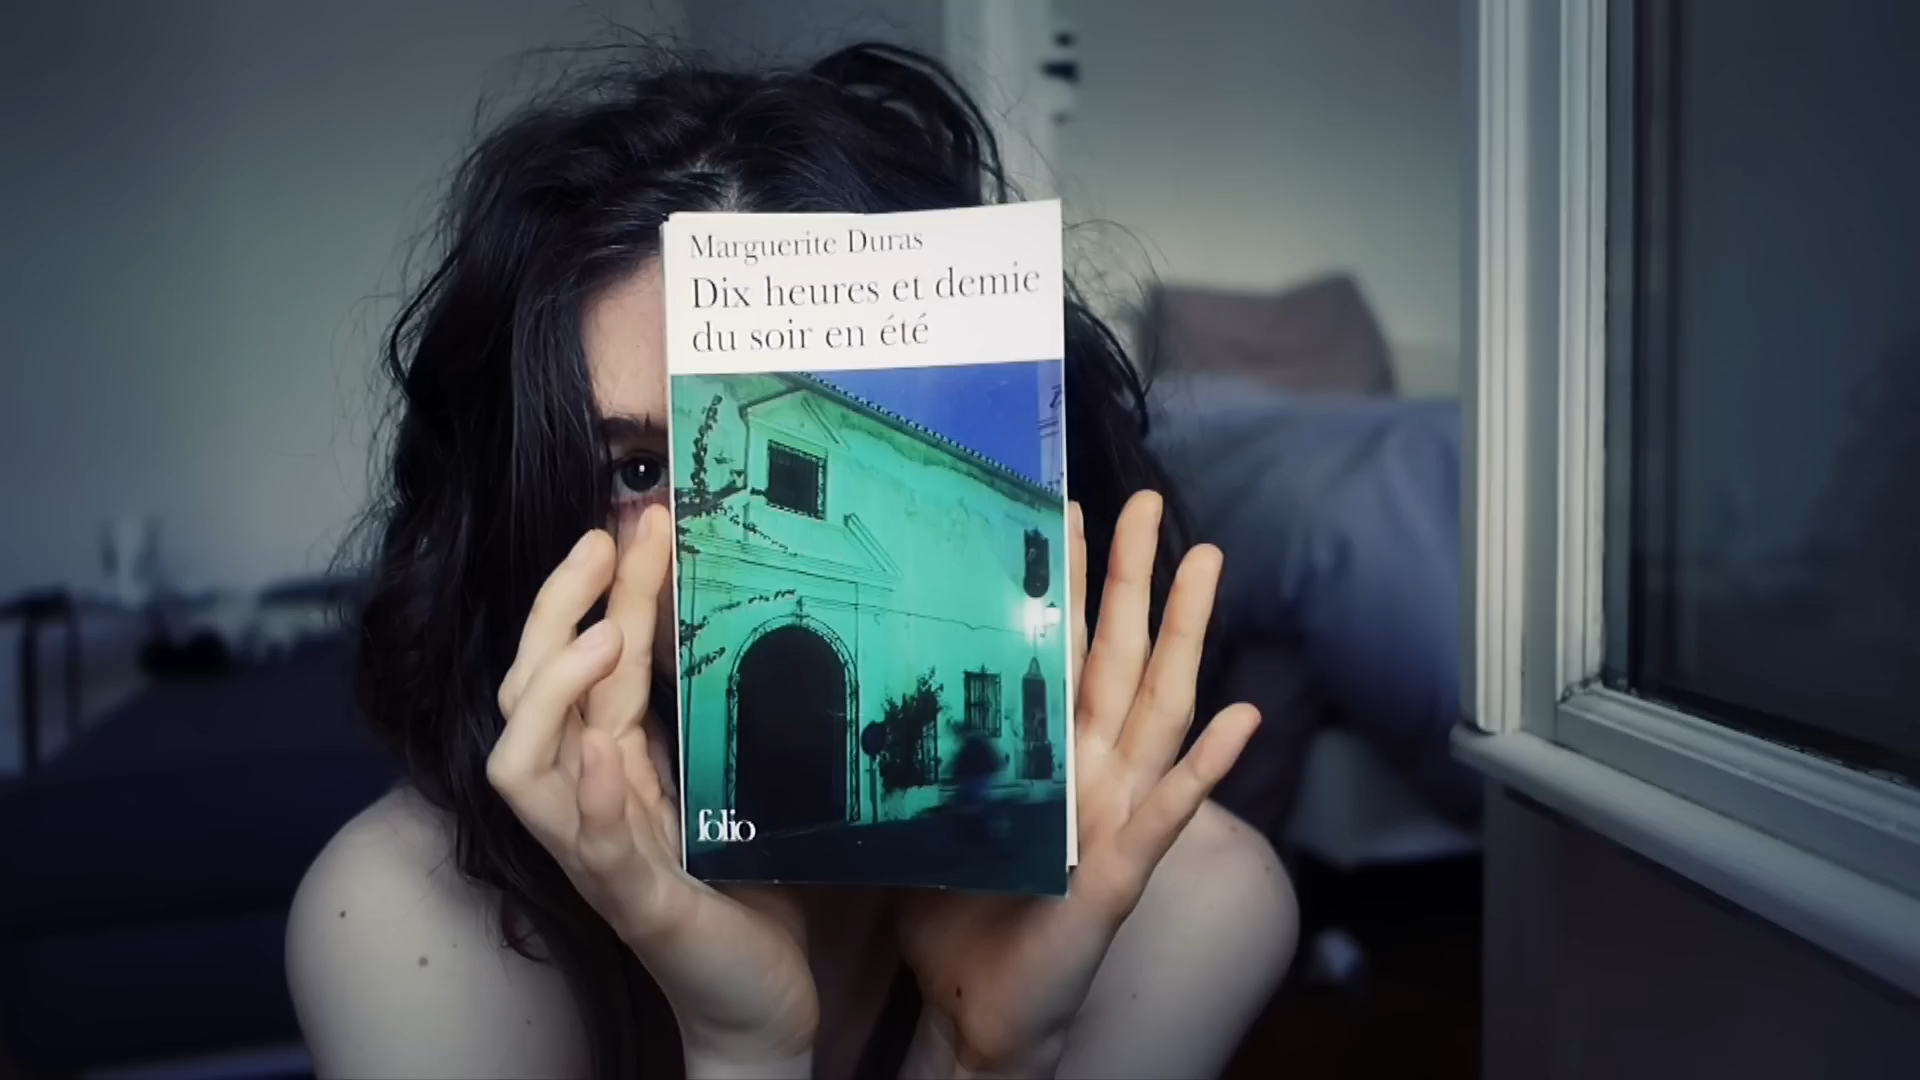 Marguerite Duras
Dix heures et demie
du soir en été
folio